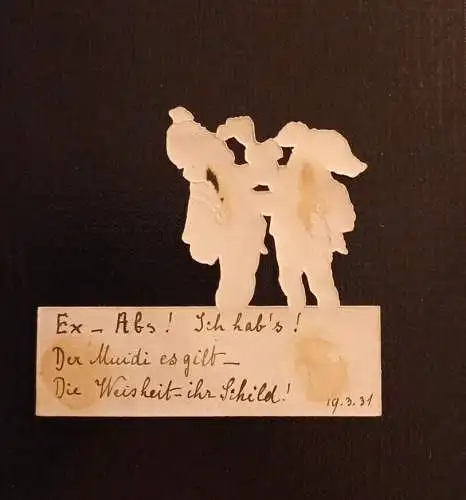 Ex – Abs! Ich hab's!
Der Muidi es gilt –
Die Weisheit – ihr Schild!
19.3.31